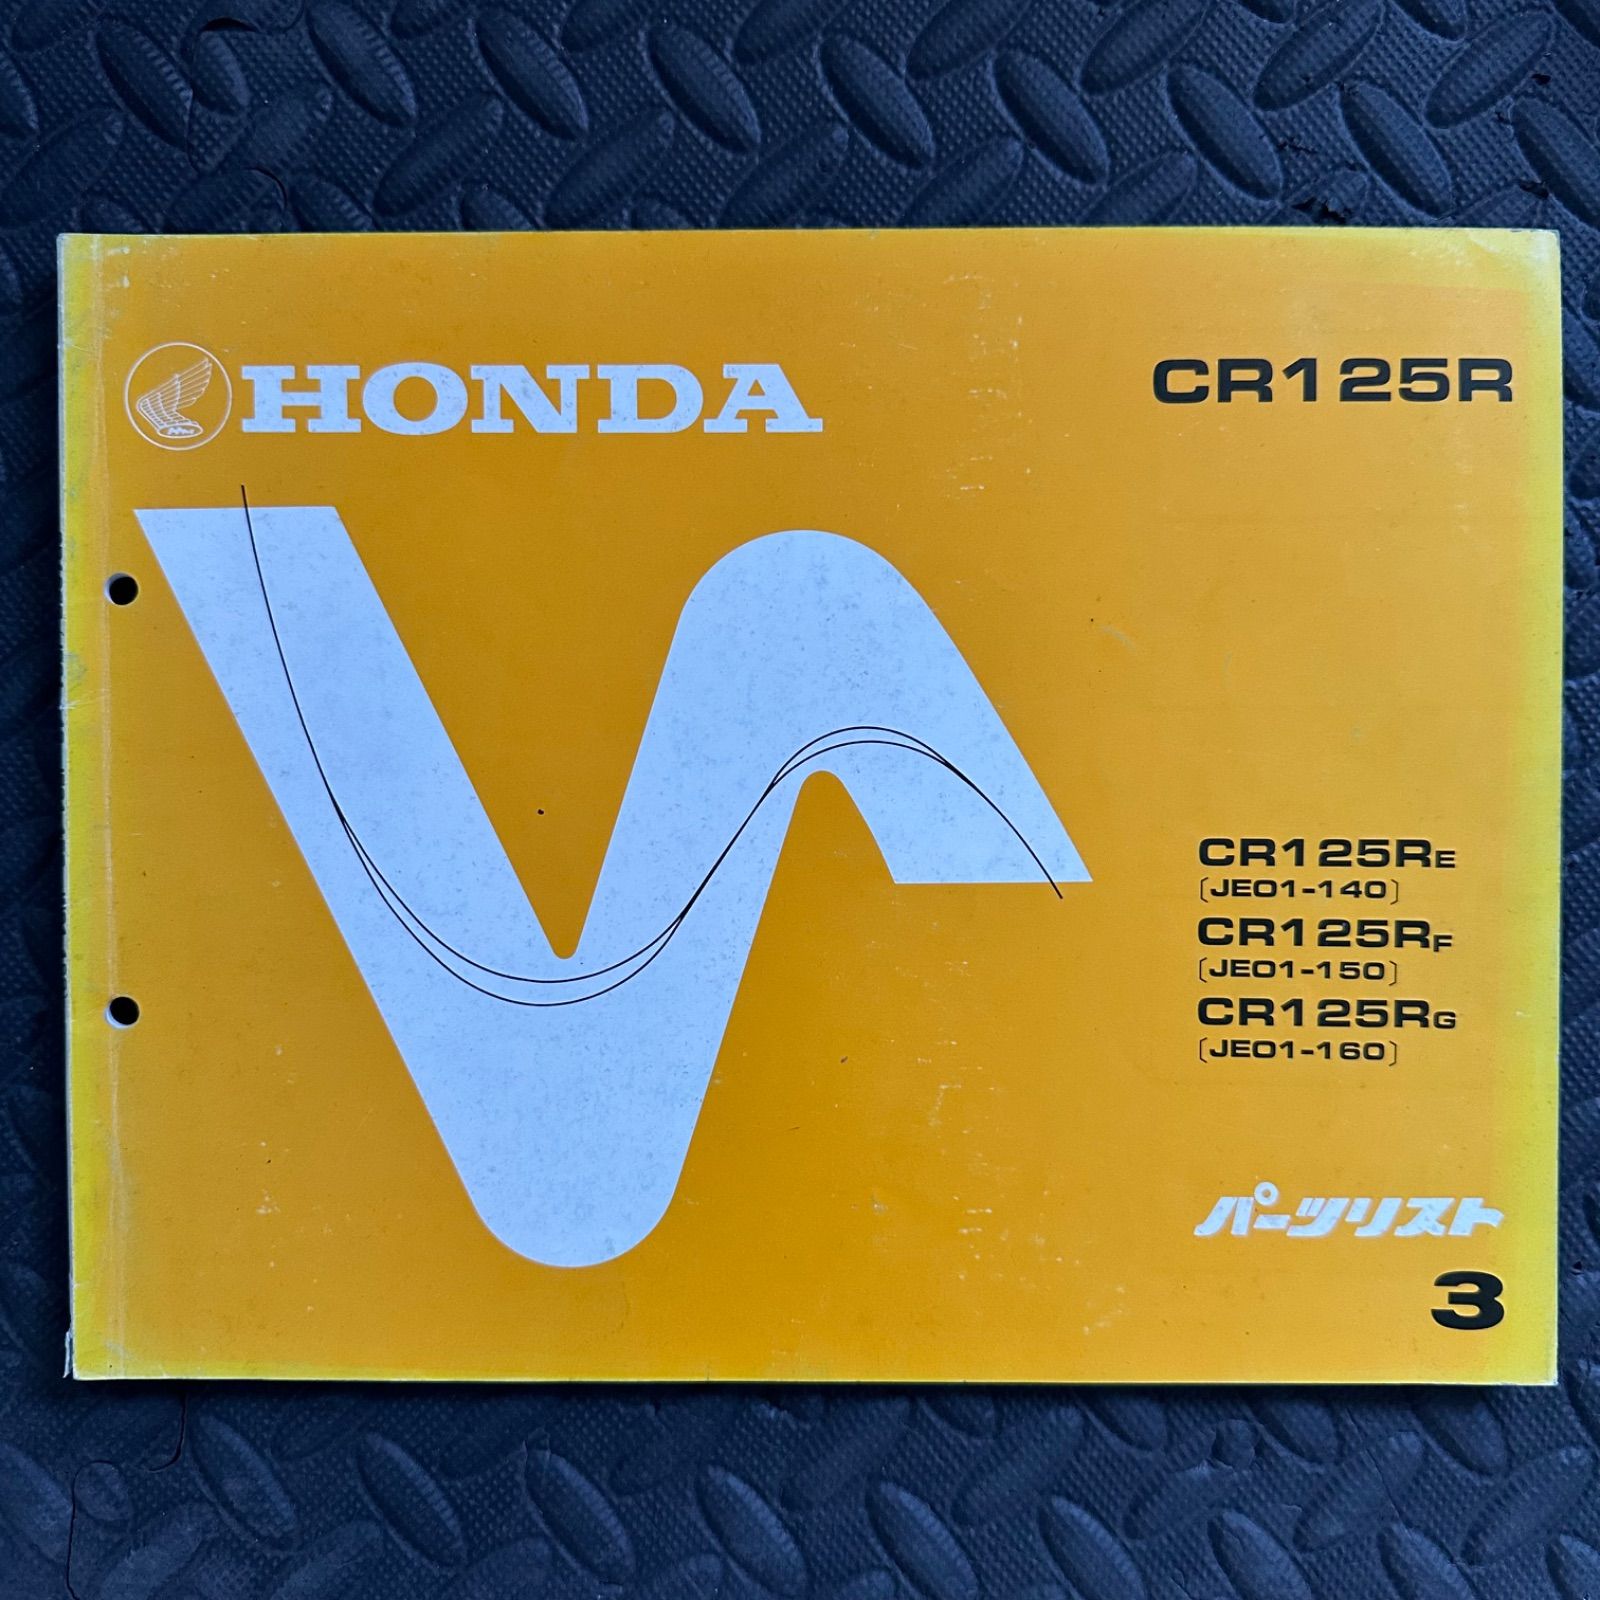 HONDA
CR125R
CR125RE
〔JE01-140〕
CR125RF
〔JE01-150〕
CR125RG
〔JE01-160〕
パーツリスト
3